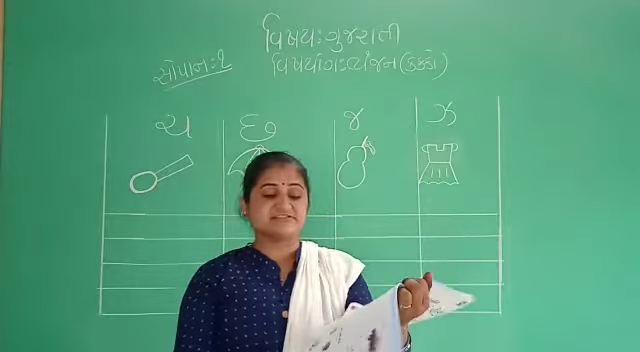 વિષય:ગુજરાતી
સોપાન:૧
વિષયાંગ:વ્યંજન(કક્કો)
ચ છ જ ઝ